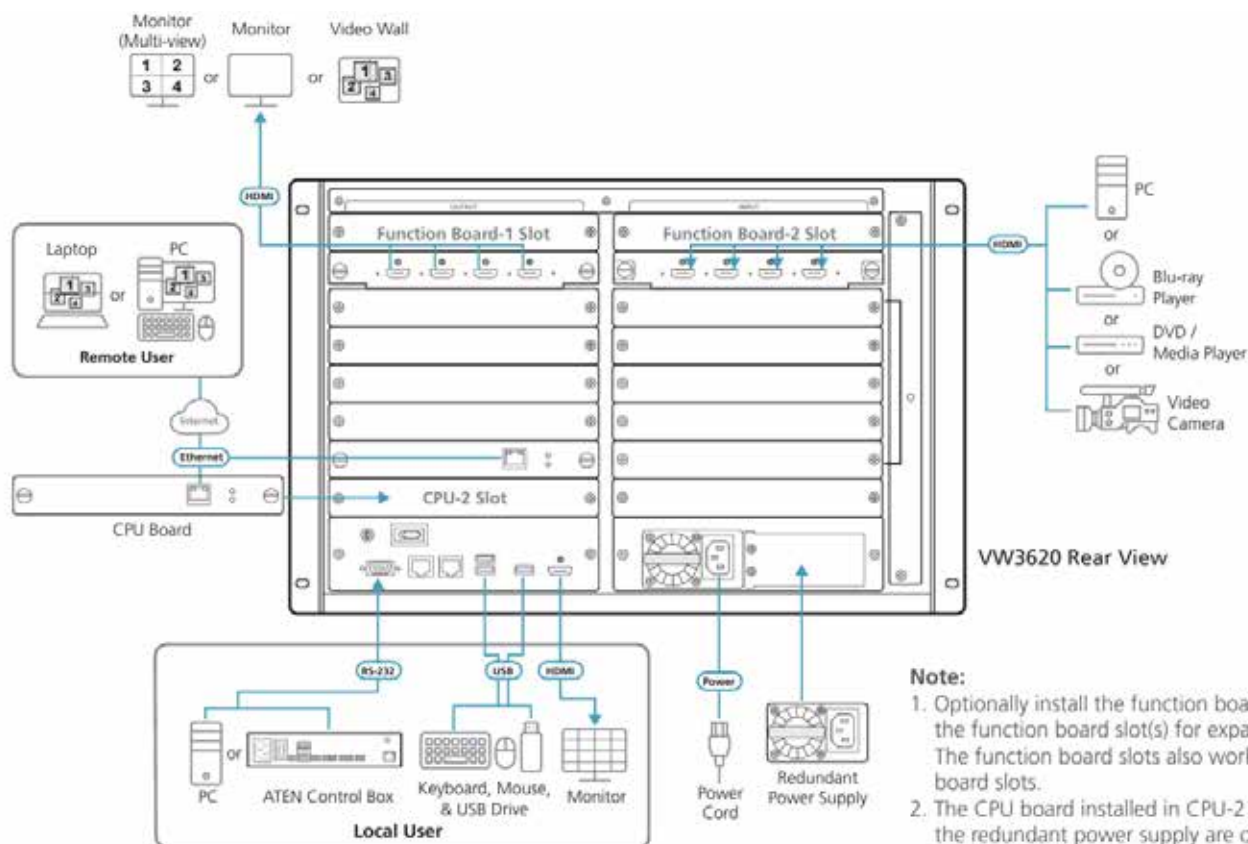 Monitor
(Multi-view)
Monitor
Video Wall
1 2
3 4
or
or
1
2
3
4
HDMI
OUTPUT
INPUT
Function Board-1 Slot
Function Board-2 Slot
HDMI
PC
or
Blu-ray
Player
or
DVD /
Media Player
or
Video
Camera
Laptop
PC
1
2
3
4
or
1
2
3
4
Remote User
Internet
Ethernet
CPU Board
CPU-2 Slot
VW3620 Rear View
RS-232
USB
HDMI
Power
PC
or
ATEN Control Box
Keyboard, Mouse,
& USB Drive
Monitor
Local User
Power
Cord
Redundant
Power Supply
Note:
1. Optionally install the function boa
the function board slot(s) for expa
The function board slots also work
board slots.
2. The CPU board installed in CPU-2
the redundant power supply are o